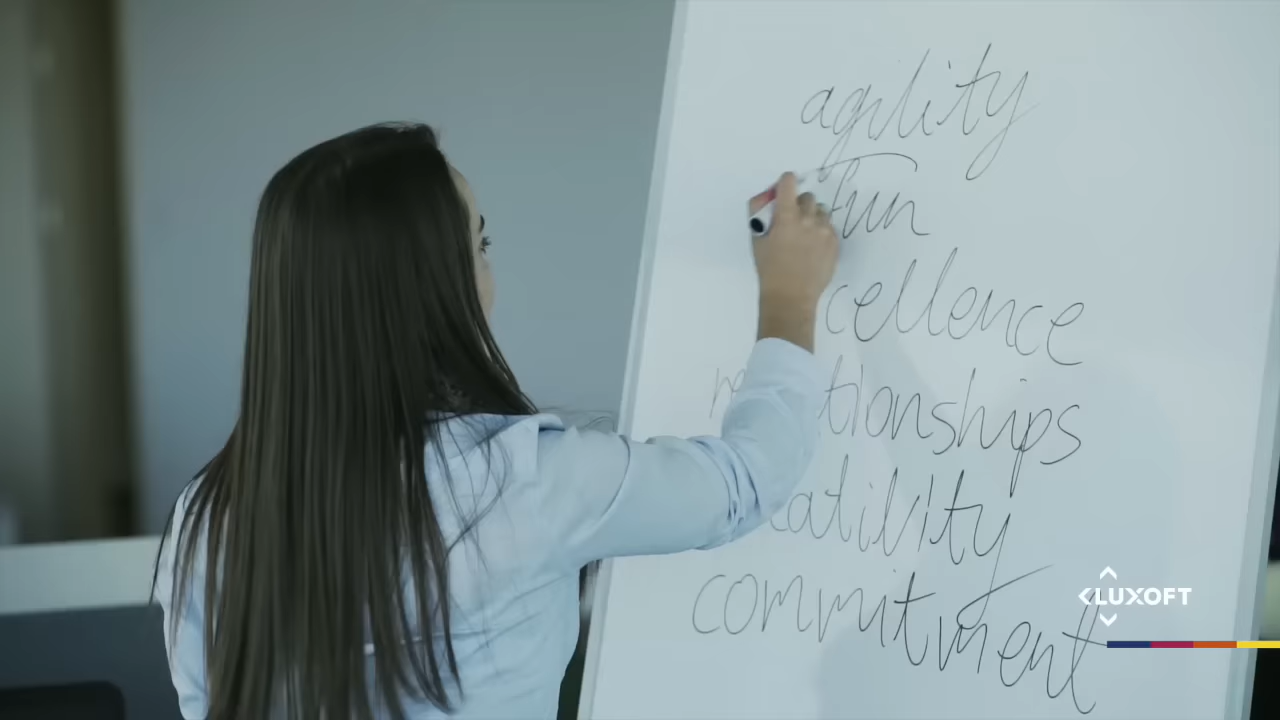 agility
fun
cellence
tionships
commitment
LUXOFT